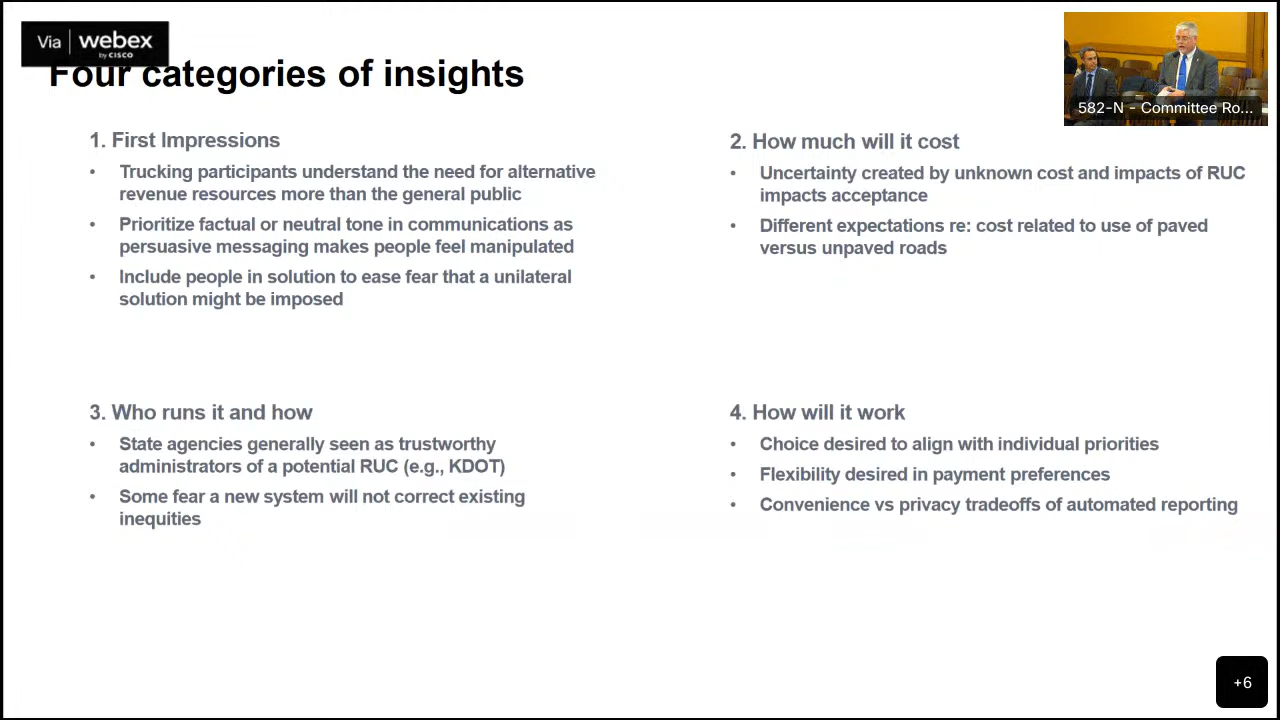 Via webex
by CISCO
Four categories of insights
582-N - Committee Ro...
1. First Impressions
• Trucking participants understand the need for alternative
revenue resources more than the general public
• Prioritize factual or neutral tone in communications as
persuasive messaging makes people feel manipulated
• Include people in solution to ease fear that a unilateral
solution might be imposed
2. How much will it cost
• Uncertainty created by unknown cost and impacts of RUC
impacts acceptance
• Different expectations re: cost related to use of paved
versus unpaved roads
3. Who runs it and how
• State agencies generally seen as trustworthy
administrators of a potential RUC (e.g., KDOT)
• Some fear a new system will not correct existing
inequities
4. How will it work
• Choice desired to align with individual priorities
• Flexibility desired in payment preferences
• Convenience vs privacy tradeoffs of automated reporting
+6